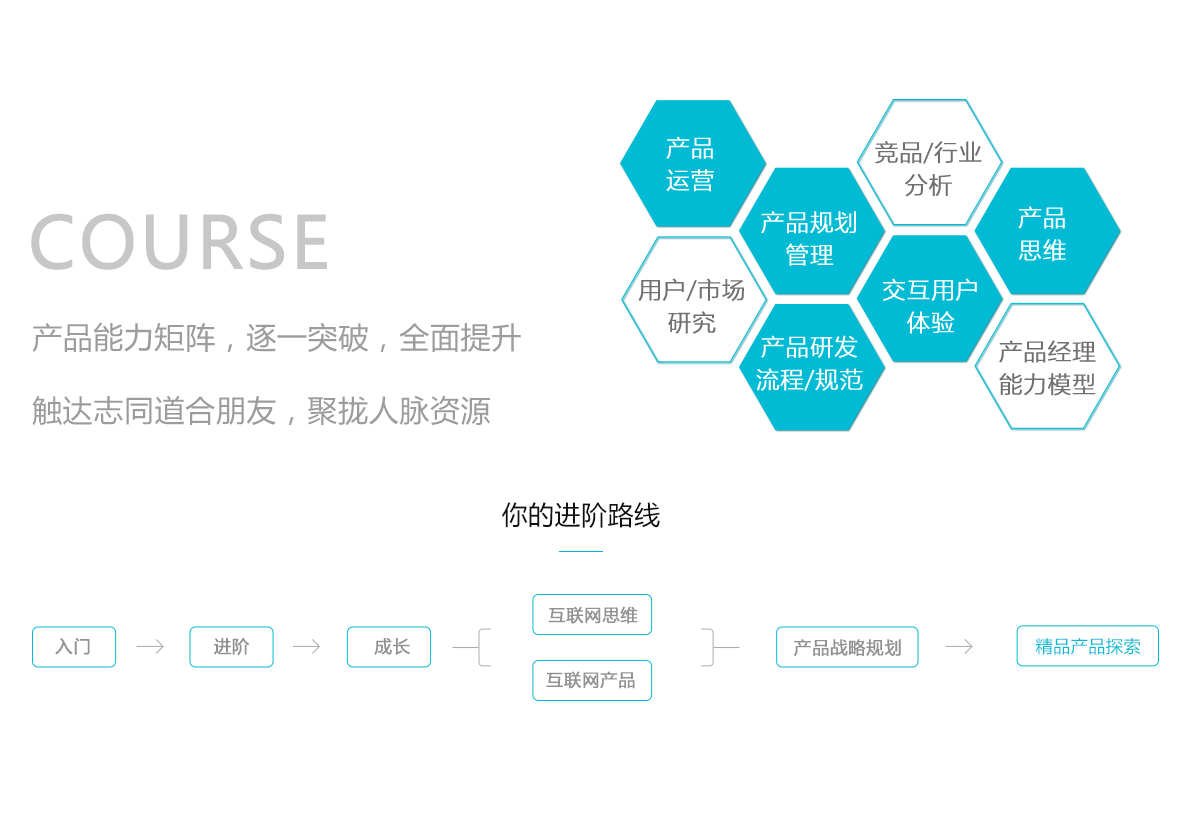 COURSE
产品能力矩阵，逐一突破，全面提升
触达志同道合朋友，聚拢人脉资源
产品
运营
竞品/行业
分析
产品规划
管理
产品
思维
用户/市场
研究
交互用户
体验
产品研发
流程/规范
产品经理
能力模型
你的进阶路线
入门
进阶
成长
互联网思维
互联网产品
产品战略规划
精品产品探索